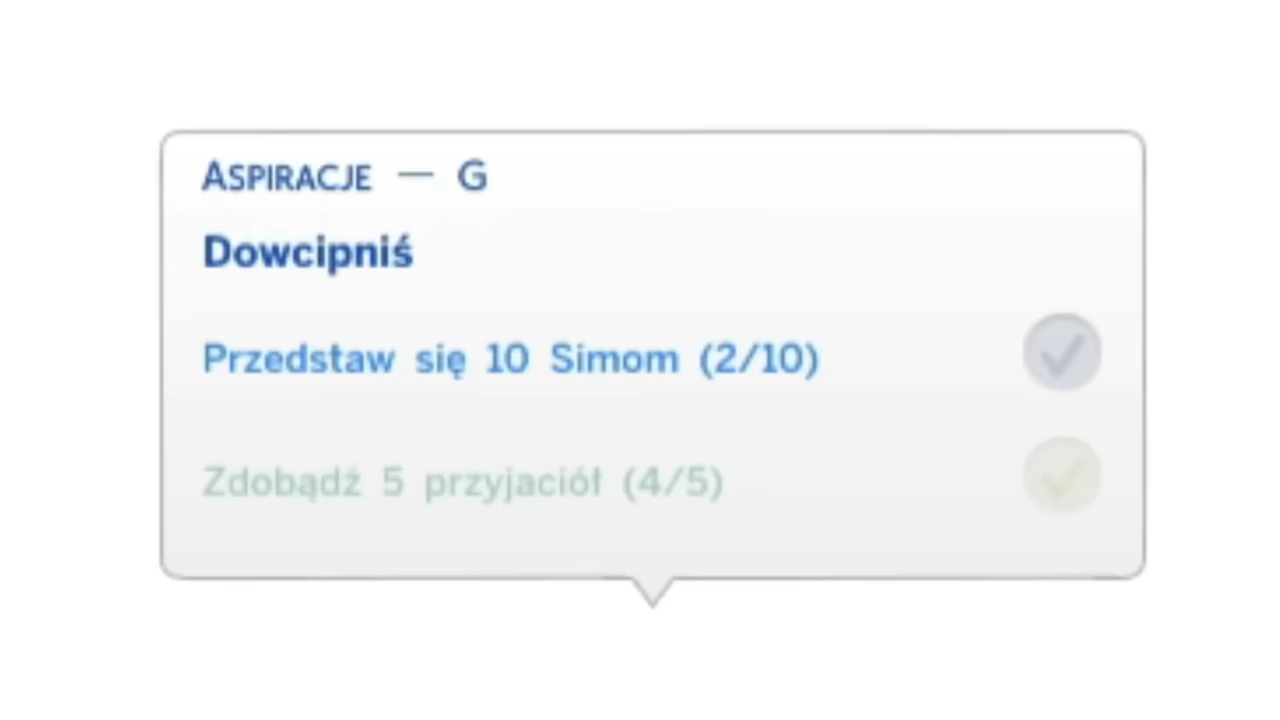 Aspiracje — G
Dowcipniś
Przedstaw się 10 Simom (2/10)
Zdobądź 5 przyjaciół (4/5)